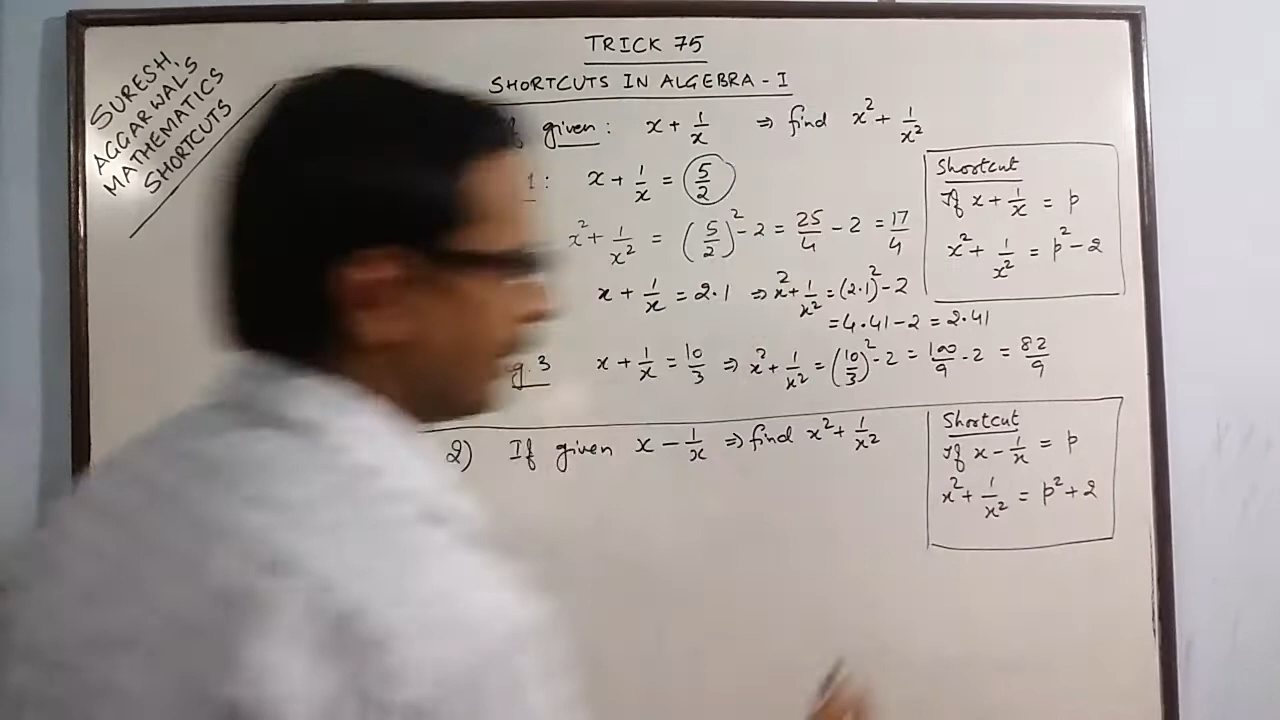 TRICK 75
SHORTCUTS IN ALGEBRA - I
SURESH
AGGARWAL'S
MATHEMATICS
SHORTCUTS
given : x + 1/x ⇒ find x² + 1/x²
1 : x + 1/x = 5/2
x² + 1/x² = (5/2)² - 2 = 25/4 - 2 = 17/4
x + 1/x = 2.1 ⇒ x² + 1/x² = (2.1)² - 2
= 4.41 - 2 = 2.41
g. 3 x + 1/x = 10/3 ⇒ x² + 1/x² = (10/3)² - 2 = 100/9 - 2 = 82/9
Shortcut
If x + 1/x = p
x² + 1/x² = p² - 2
2) If given x - 1/x ⇒ find x² + 1/x²
Shortcut
If x - 1/x = p
x² + 1/x² = p² + 2